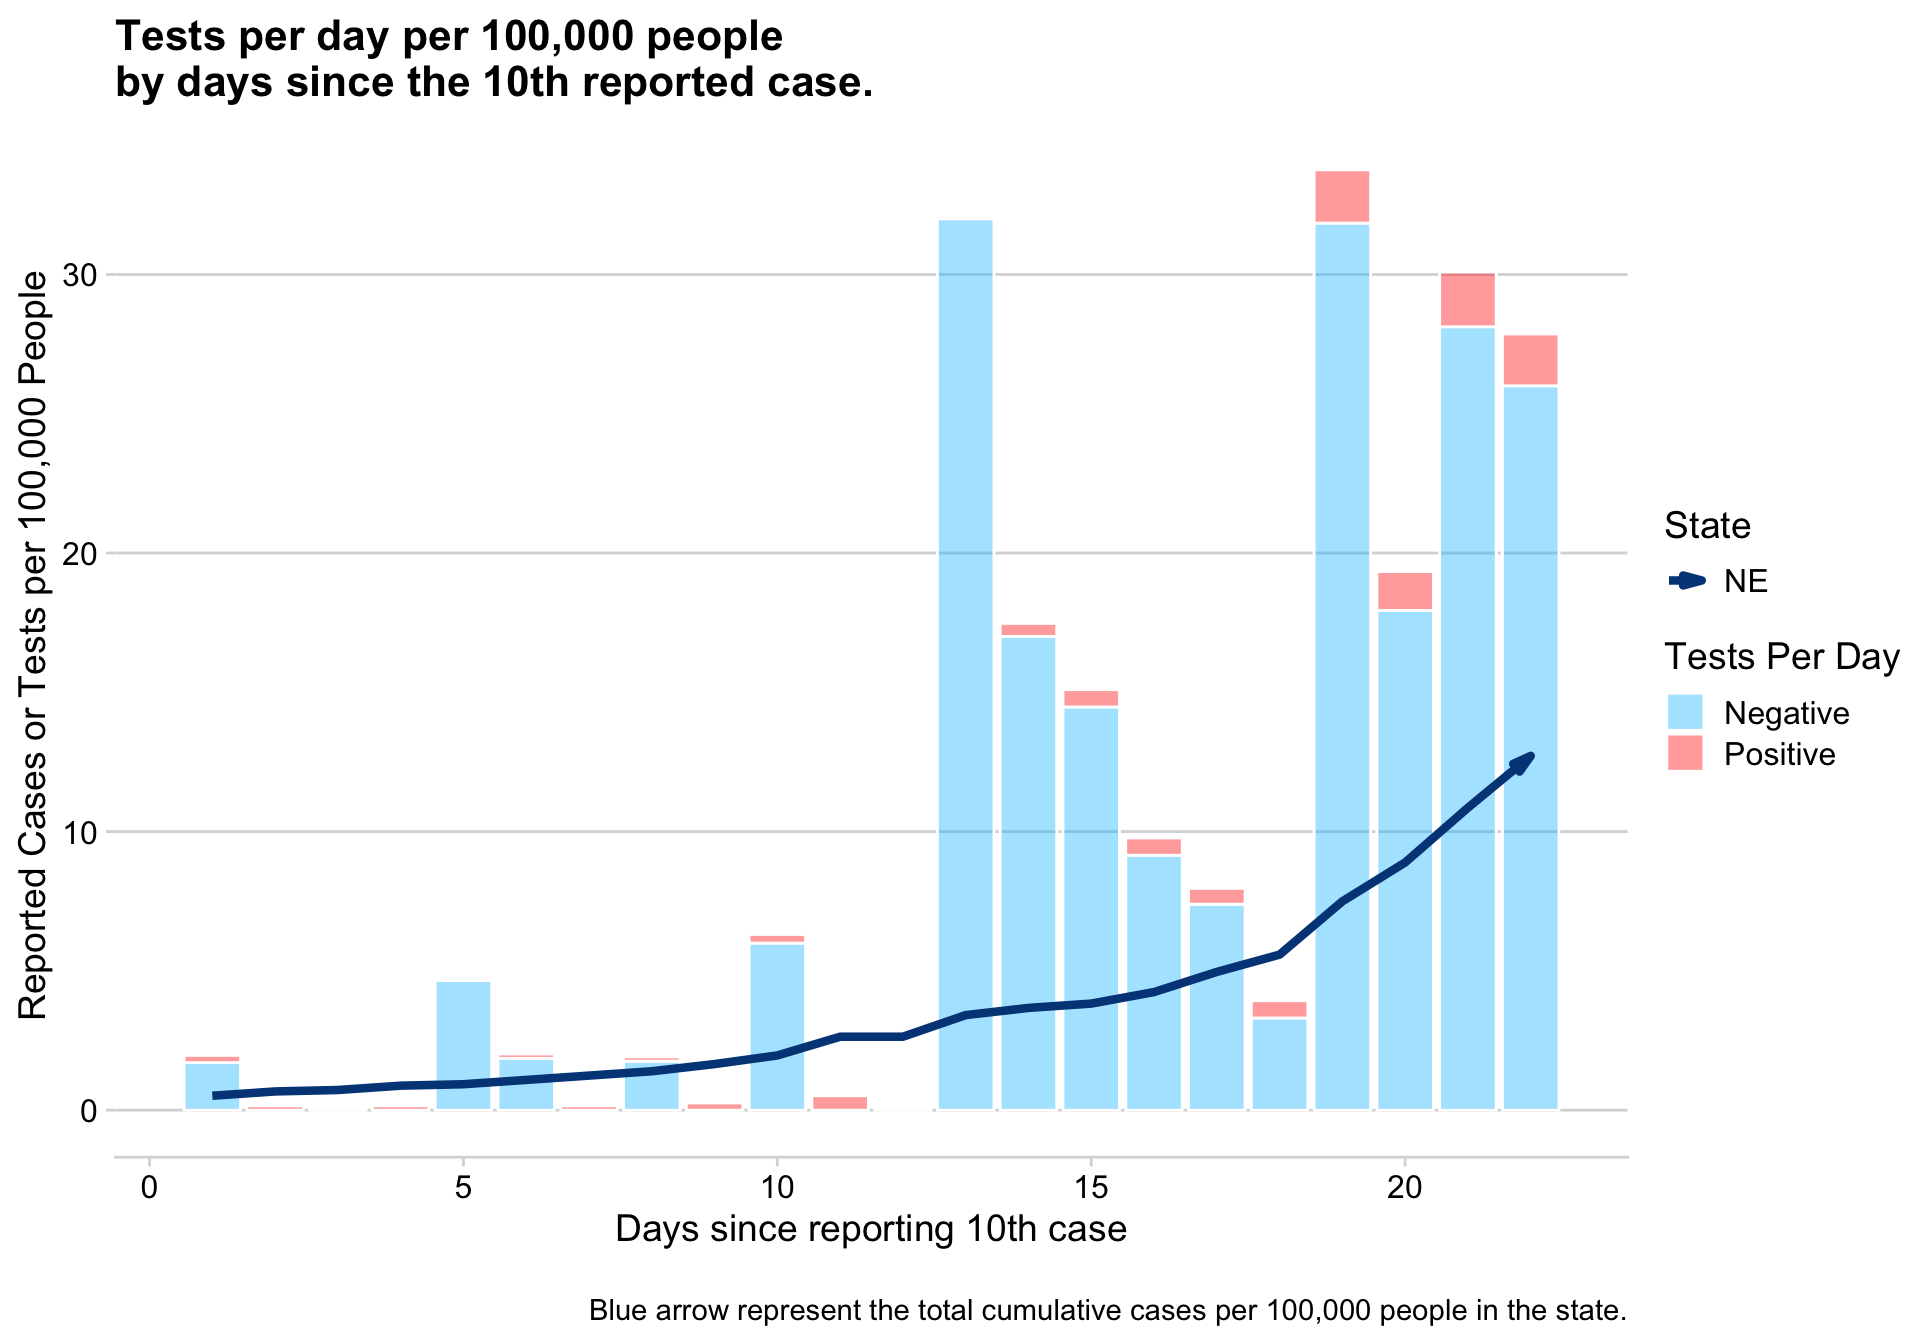 Tests per day per 100,000 people
by days since the 10th reported case.
Reported Cases or Tests per 100,000 People
30
20
10
0
0 5 10 15 20
Days since reporting 10th case
State
NE
Tests Per Day
Negative
Positive
Blue arrow represent the total cumulative cases per 100,000 people in the state.